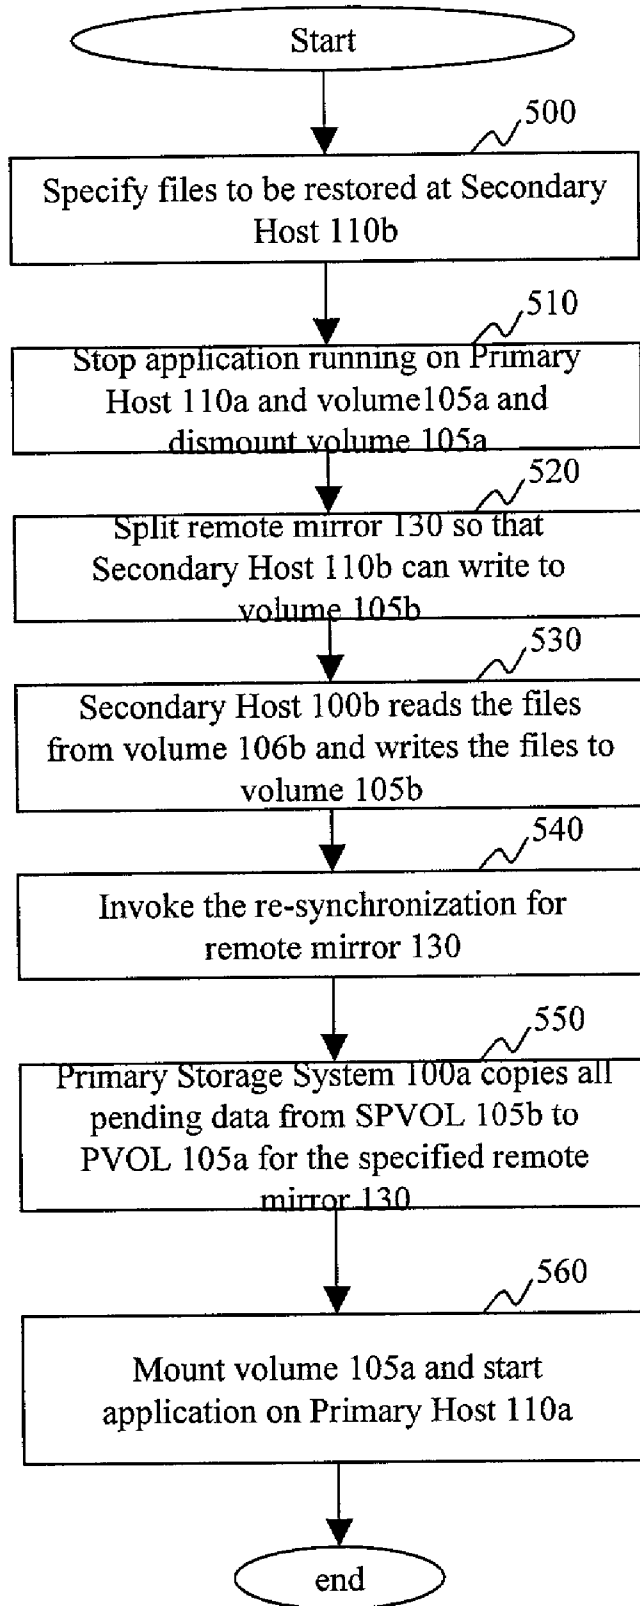 Start
500
Specify files to be restored at Secondary
Host 110b
510
Stop application running on Primary
Host 110a and volume105a and
dismount volume 105a
520
Split remote mirror 130 so that
Secondary Host 110b can write to
volume 105b
530
Secondary Host 100b reads the files
from volume 106b and writes the files to
volume 105b
540
Invoke the re-synchronization for
remote mirror 130
550
Primary Storage System 100a copies all
pending data from SPVOL 105b to
PVOL 105a for the specified remote
mirror 130
560
Mount volume 105a and start
application on Primary Host 110a
end